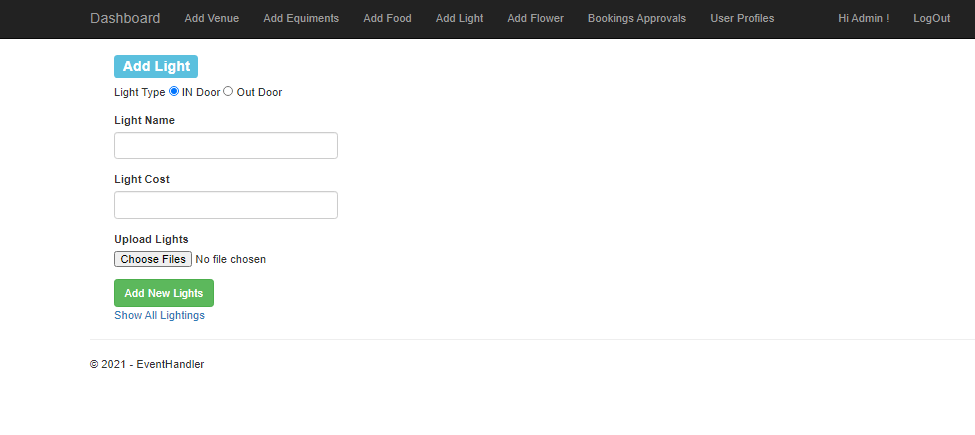 Dashboard Add Venue Add Equiments Add Food Add Light Add Flower Bookings Approvals User Profiles Hi Admin ! LogOut
Add Light
Light Type IN Door Out Door
Light Name
Light Cost
Upload Lights
Choose Files No file chosen
Add New Lights
Show All Lightings
© 2021 - EventHandler